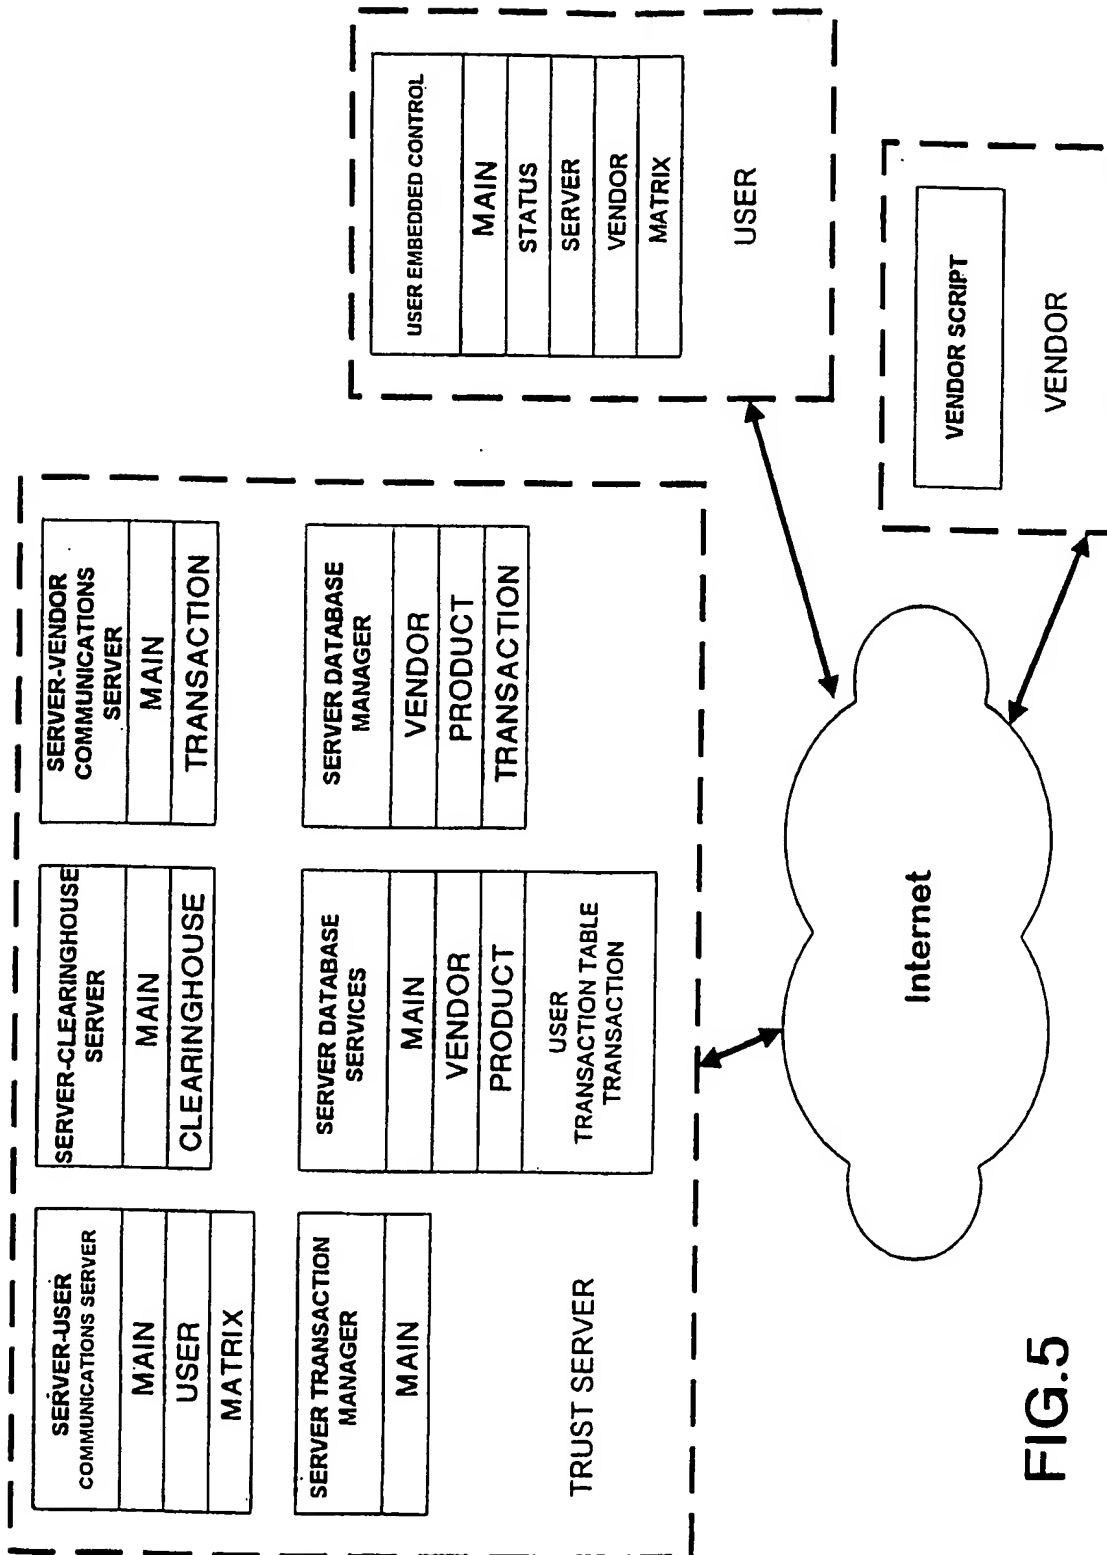 SERVER-USER
COMMUNICATIONS SERVER
MAIN
USER
MATRIX
SERVER-CLEARINGHOUSE
SERVER
MAIN
CLEARINGHOUSE
SERVER-VENDOR
COMMUNICATIONS
SERVER
MAIN
TRANSACTION
SERVER TRANSACTION
MANAGER
MAIN
SERVER DATABASE
SERVICES
MAIN
VENDOR
PRODUCT
USER
TRANSACTION TABLE
TRANSACTION
SERVER DATABASE
MANAGER
VENDOR
PRODUCT
TRANSACTION
TRUST SERVER
USER EMBEDDED CONTROL
MAIN
STATUS
SERVER
VENDOR
MATRIX
USER
Internet
VENDOR SCRIPT
VENDOR
FIG.5